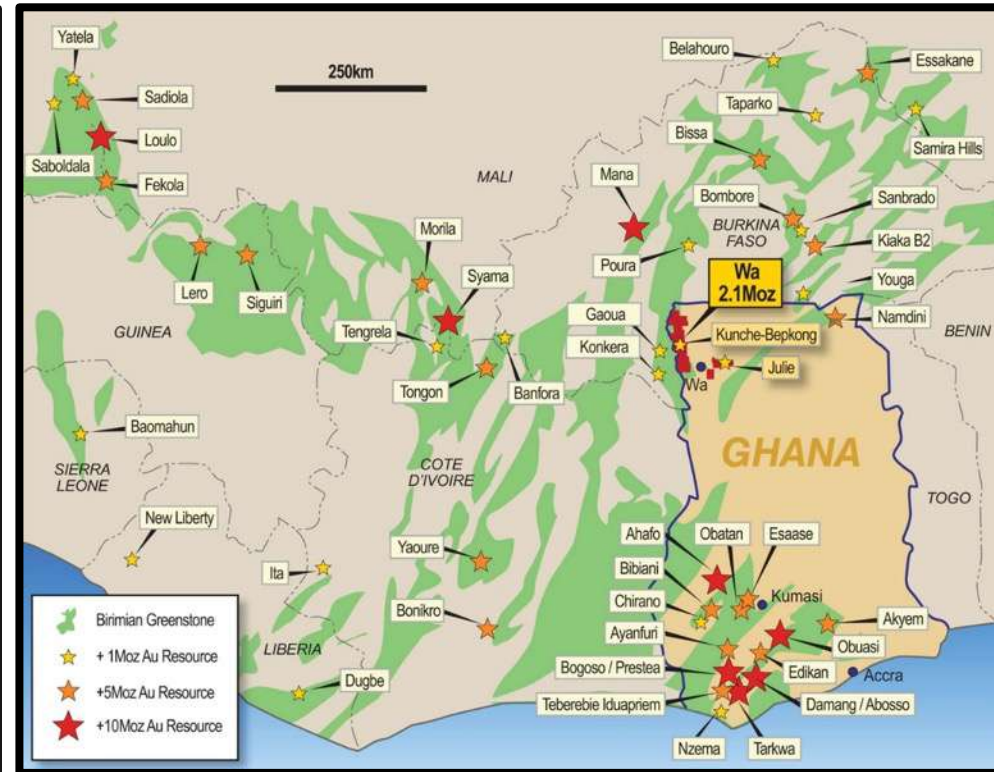 Yatela
Sadiola
Loulo
Saboldala
Fekola
250km
MALI
Belahouro
Essakane
Taparko
Bissa
Samira Hills
Mana
Bombore
Sanbrado
BURKINA
FASO
Kiaka B2
Poura
Wa
2.1Moz
Youga
Morila
Syama
Lero
Siguiri
GUINEA
Tengrela
Tongon
Banfora
Gaoua
Konkera
Kunche-Bepkong
Namdini
BENIN
Wa
Julie
Baomahun
SIERRA
LEONE
COTE
D'IVOIRE
GHANA
TOGO
New Liberty
Ita
Yaoure
Bonikro
Ahafo
Obatan
Esaase
Bibiani
Kumasi
Chirano
Akyem
Ayanfuri
Obuasi
Edikan
Accra
Bogoso / Prestea
Damang / Abosso
Teberebie Iduapriem
Nzema
Tarkwa
LIBERIA
Dugbe
Birimian Greenstone
+ 1Moz Au Resource
+5Moz Au Resource
+10Moz Au Resource